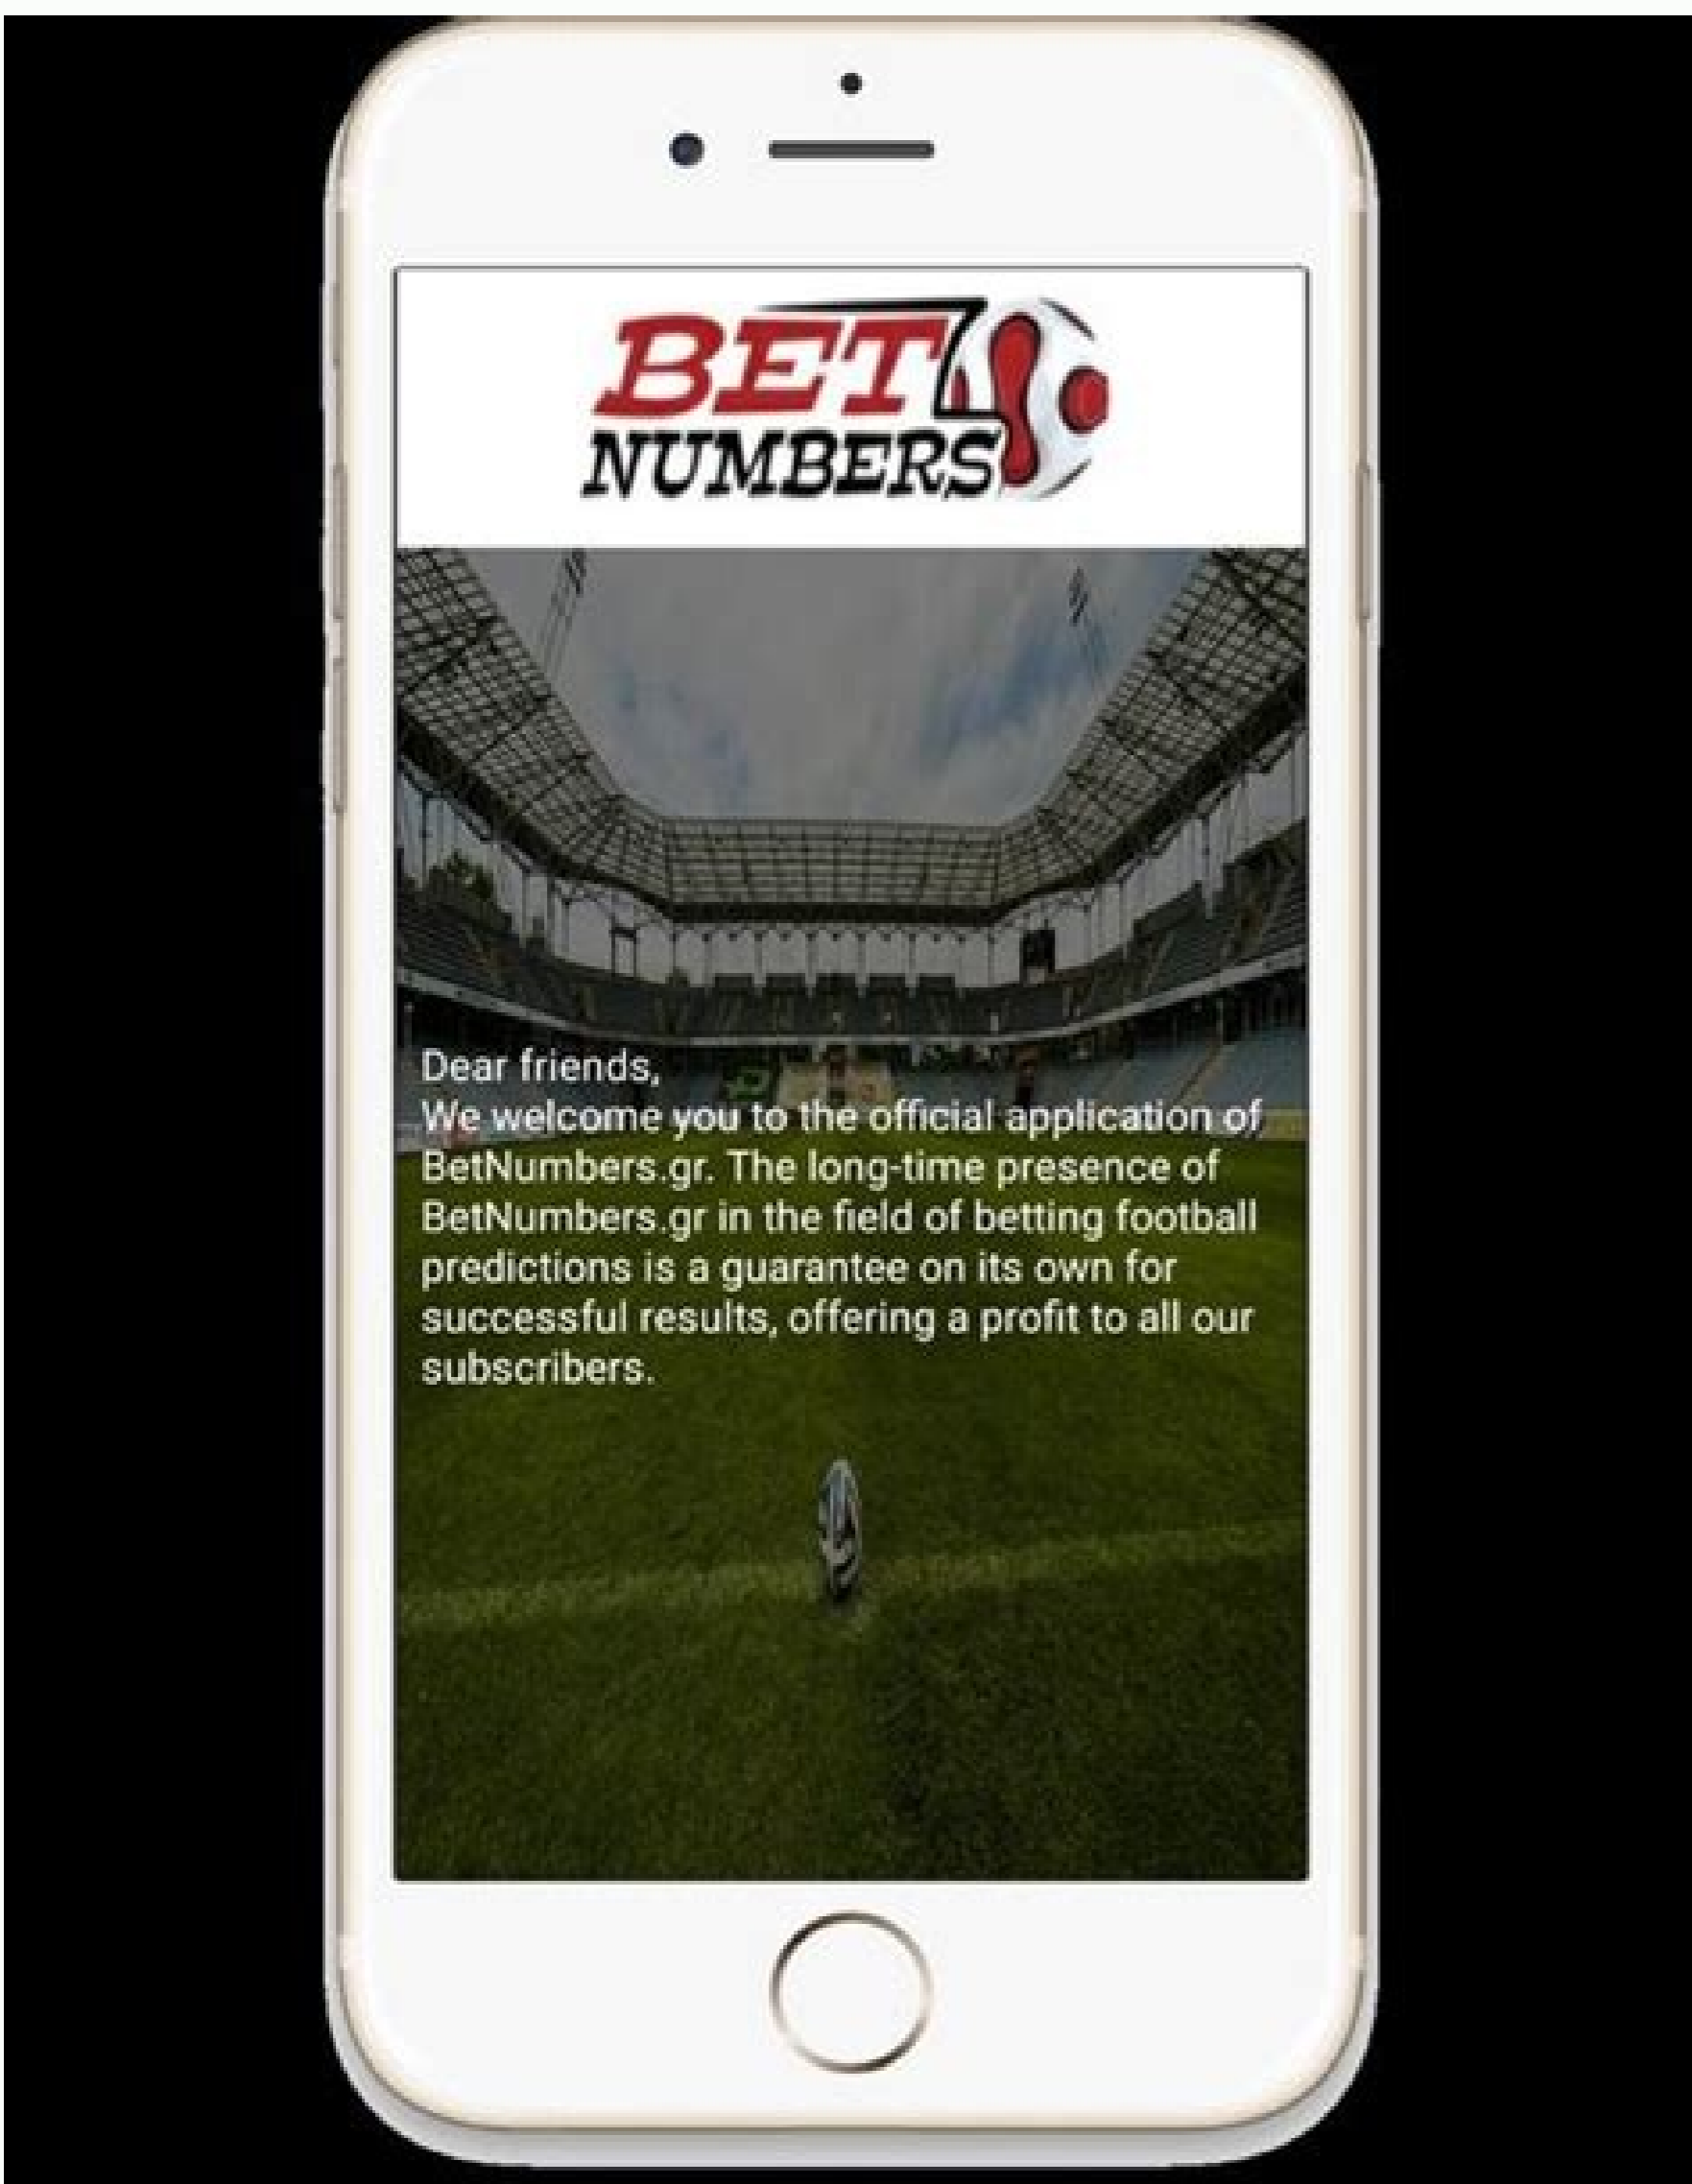 BET
NUMBERS
Dear friends,
We welcome you to the official application of
BetNumbers.gr. The long-time presence of
BetNumbers.gr in the field of betting football
predictions is a guarantee on its own for
successful results, offering a profit to all our
subscribers.